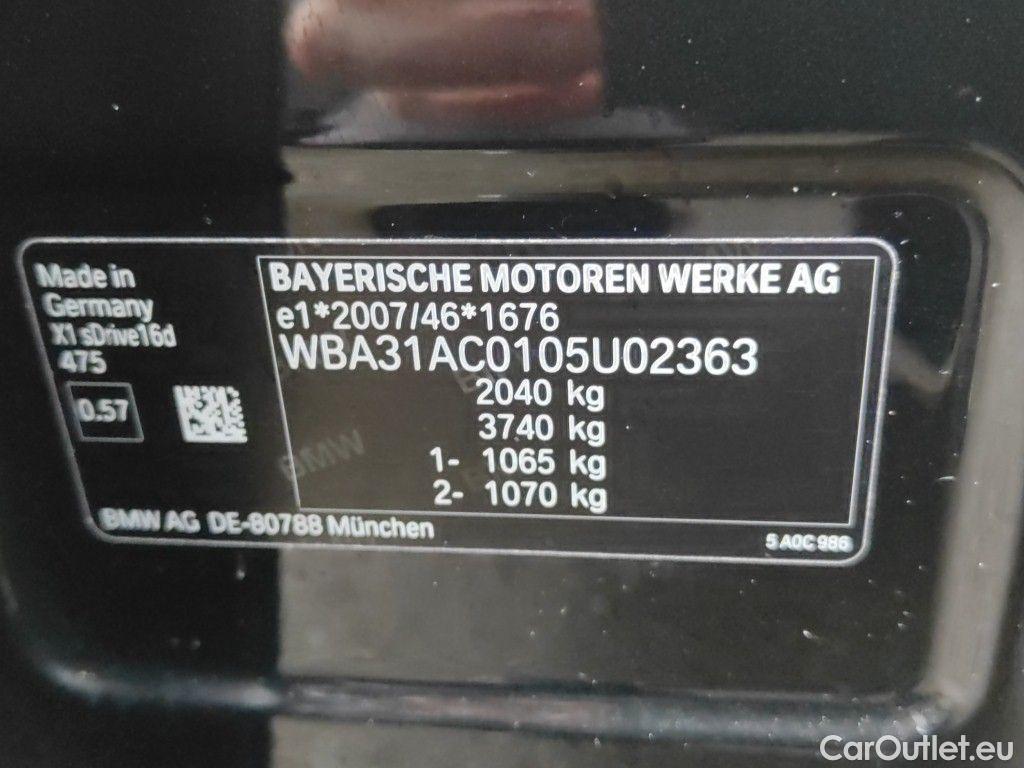 Made in
Germany
X1 sDrive16d
475
0.57
BAYERISCHE MOTOREN WERKE AG
e1*2007/46*1676
WBA31AC0105U02363
2040 kg
3740 kg
1- 1065 kg
2- 1070 kg
BMW
BMW AG DE-80788 München
5 A0C 986
CarOutlet.eu